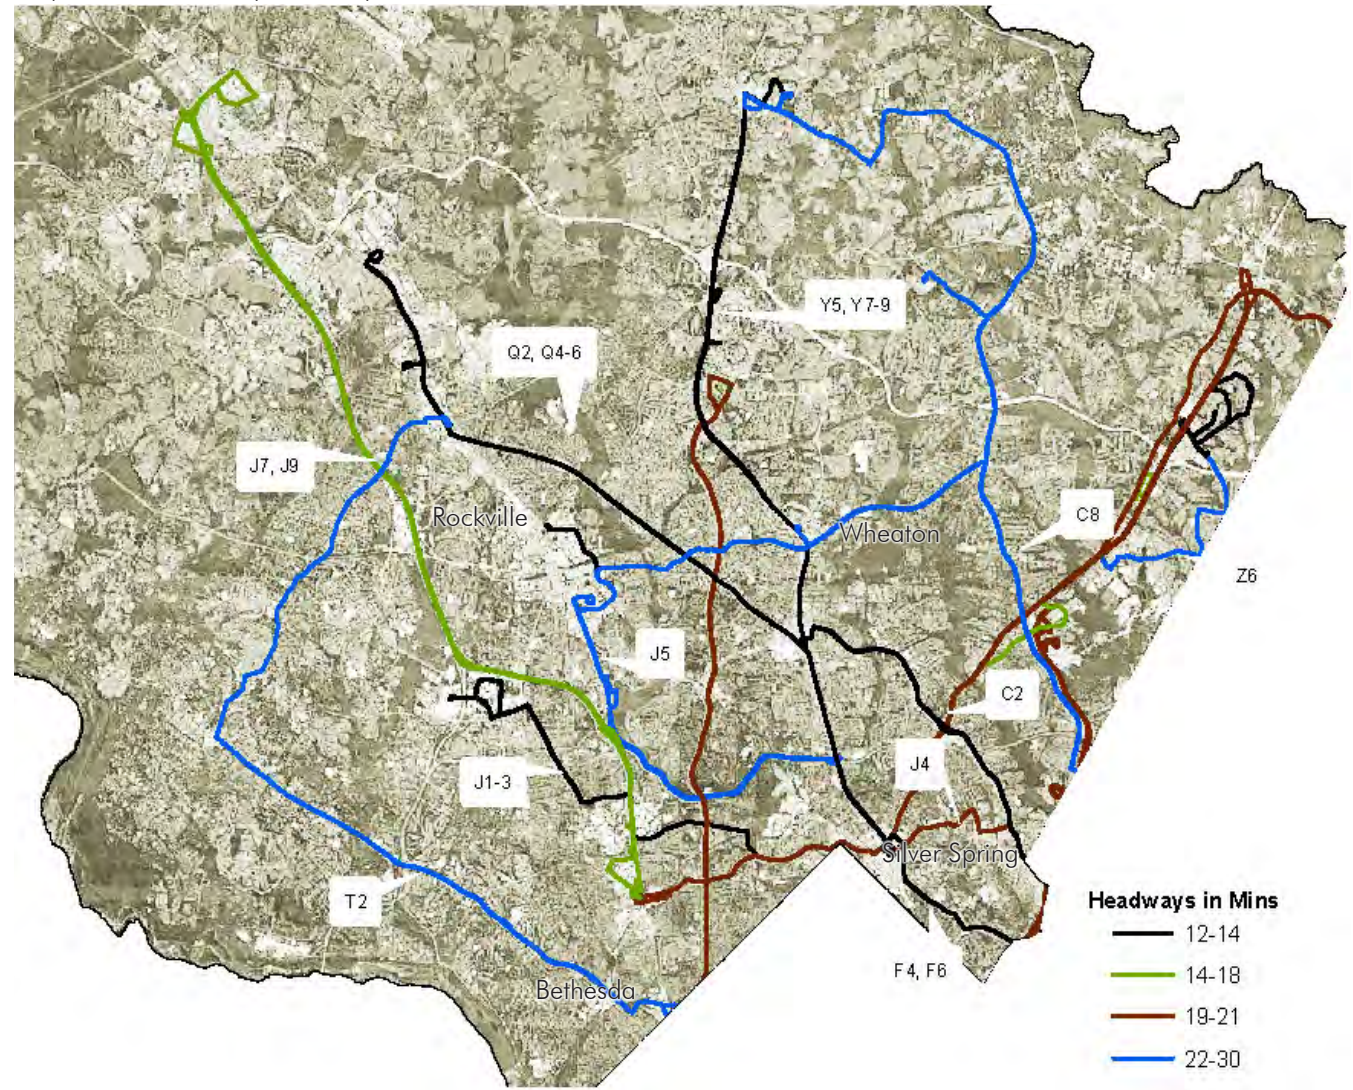 Y5, Y7-9
Q2, Q4-6
J7, J9
Rockville
C8
Wheaton
Z6
J5
C2
J4
J1-3
Silver Spring
T2
Headways in Mins
12-14
F4, F6
14-18
Bethesda
19-21
22-30